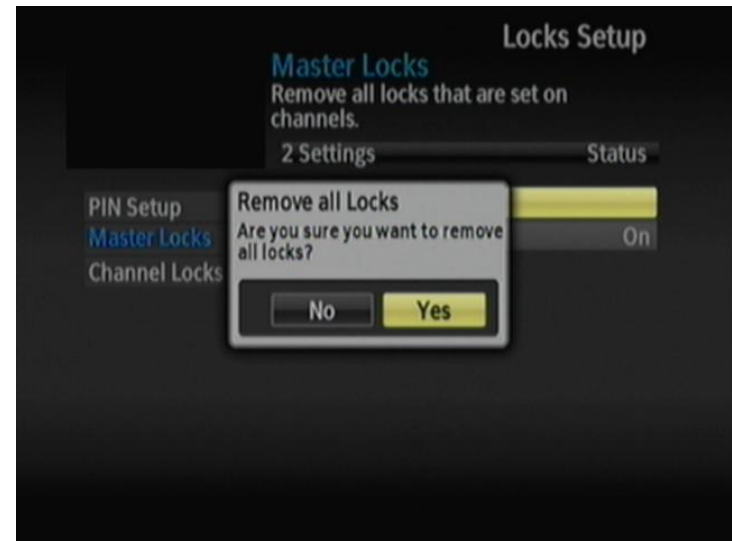 Locks Setup
Master Locks
Remove all locks that are set on
channels.
2 Settings Status
PIN Setup
Master Locks On
Channel Locks
Remove all Locks
Are you sure you want to remove
all locks?
No Yes